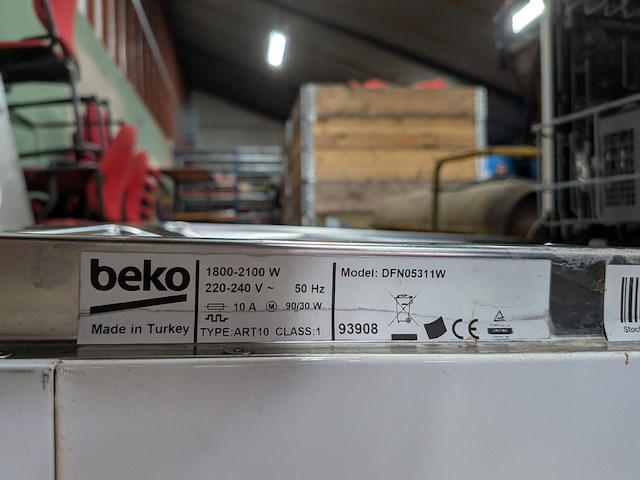 beko
Made in Turkey
1800-2100 W
220-240 V ~ 50 Hz
10 A M 90/30 W
TYPE:ART10 CLASS:1
Model: DFN05311W
93908
CE
Stoc